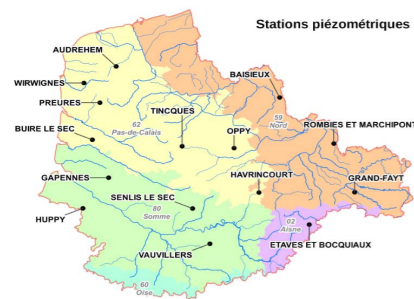 Stations piézométriques
AUDREHEM
BAISIEUX
WIRWIGNES
PREURES
TINCQUES
59
Nord
ROMBIES ET MARCHIPONT
62
Pas-de-Calais
OPPY
BUIRE LE SEC
GAPENNES
HAVRINCOURT
GRAND-FAYT
SENLIS LE SEC
80
Somme
HUPPY
02
Aisne
ETAVES ET BOCQUIAUX
VAUVILLERS
60
Oise